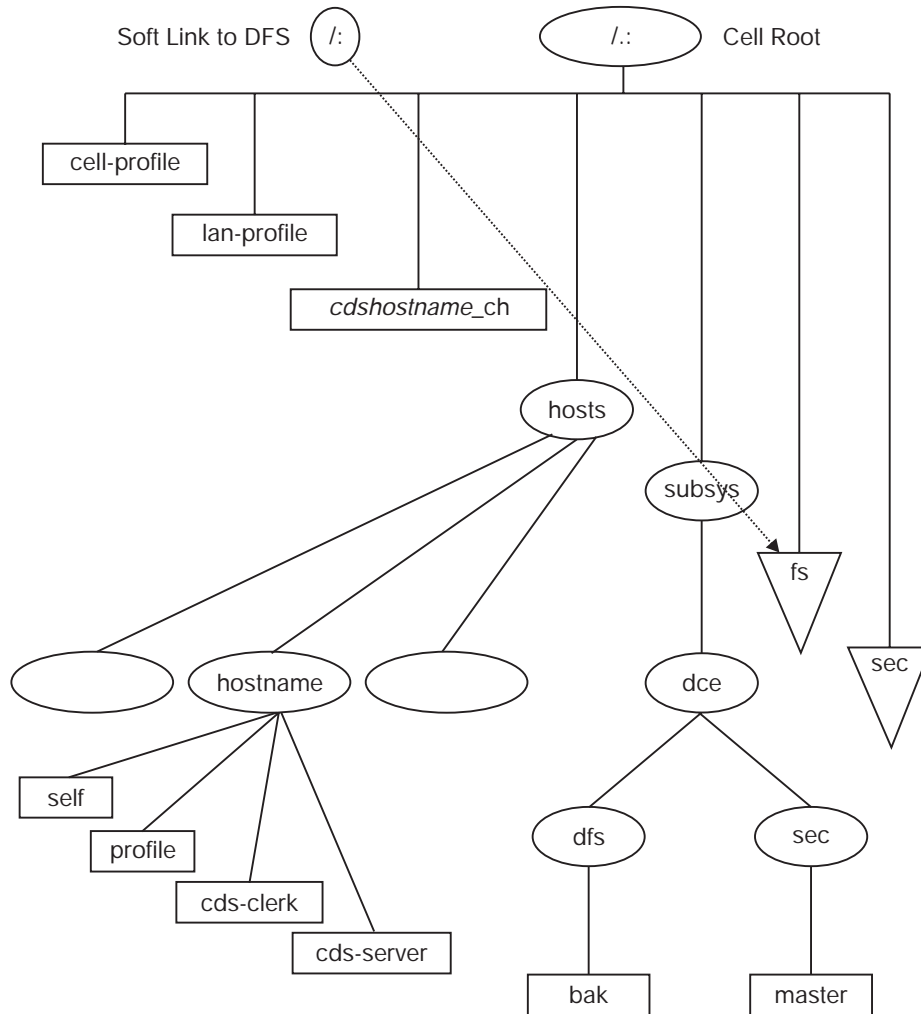 Soft Link to DFS
/:
/.:
Cell Root
cell-profile
lan-profile
cdshostname_ch
hosts
subsys
fs
sec
hostname
dce
self
profile
cds-clerk
cds-server
dfs
sec
bak
master